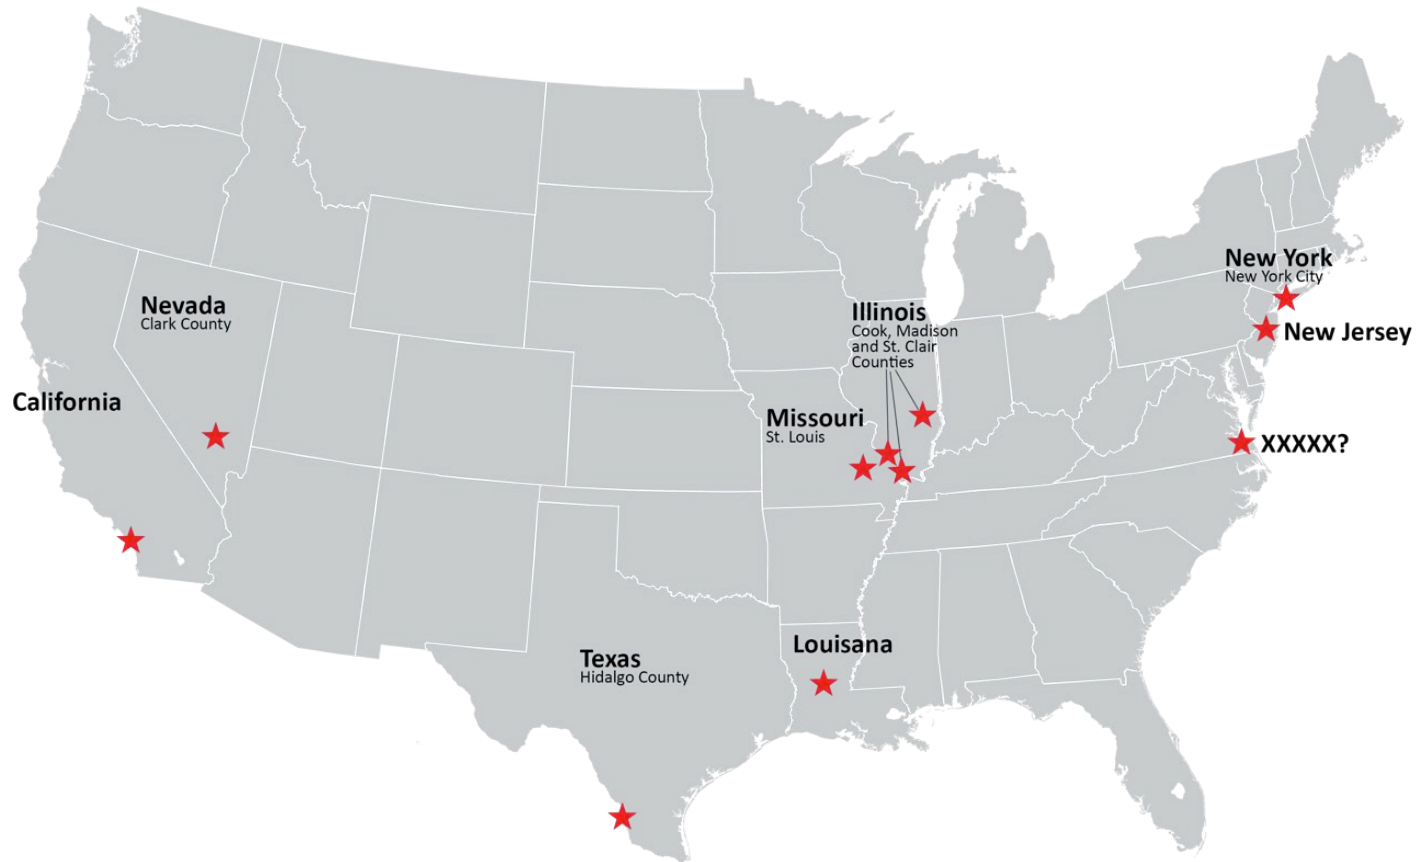 New York
New York City
Nevada
Clark County
Illinois
Cook, Madison
and St. Clair
Counties
New Jersey
California
Missouri
St. Louis
XXXXX?
Louisana
Texas
Hidalgo County